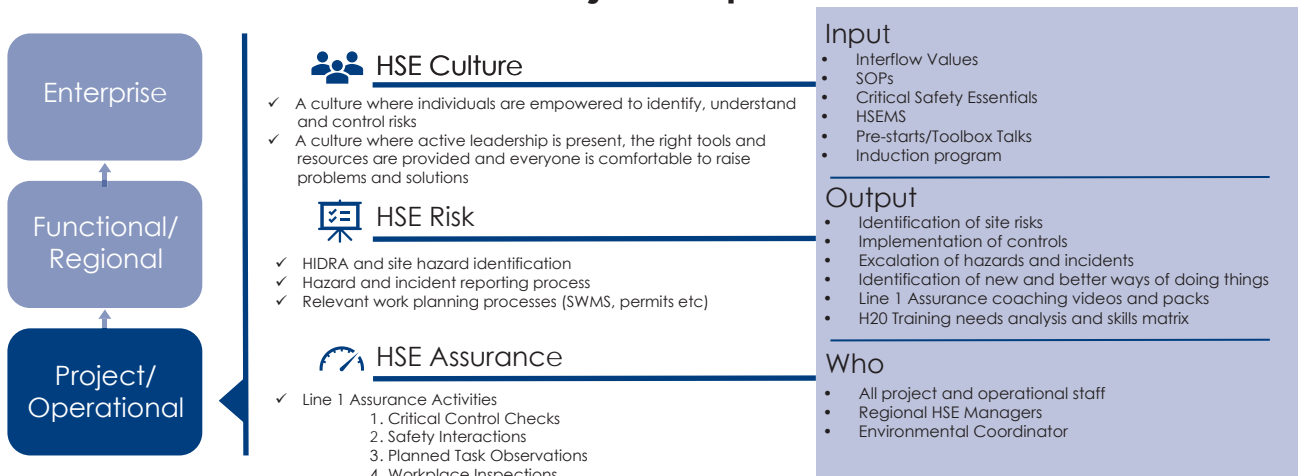 Enterprise
Functional/
Regional
Project/
Operational
HSE Culture
✓ A culture where individuals are empowered to identify, understand
and control risks
✓ A culture where active leadership is present, the right tools and
resources are provided and everyone is comfortable to raise
problems and solutions
HSE Risk
✓ HIDRA and site hazard identification
✓ Hazard and incident reporting process
✓ Relevant work planning processes (SWMS, permits etc)
HSE Assurance
✓ Line 1 Assurance Activities
1. Critical Control Checks
2. Safety Interactions
3. Planned Task Observations
4. Workplace Inspections
Input
• Interflow Values
• SOPs
• Critical Safety Essentials
• HSEMS
• Pre-starts/Toolbox Talks
• Induction program
Output
• Identification of site risks
• Implementation of controls
• Excalation of hazards and incidents
• Identification of new and better ways of doing things
• Line 1 Assurance coaching videos and packs
• H20 Training needs analysis and skills matrix
Who
• All project and operational staff
• Regional HSE Managers
• Environmental Coordinator